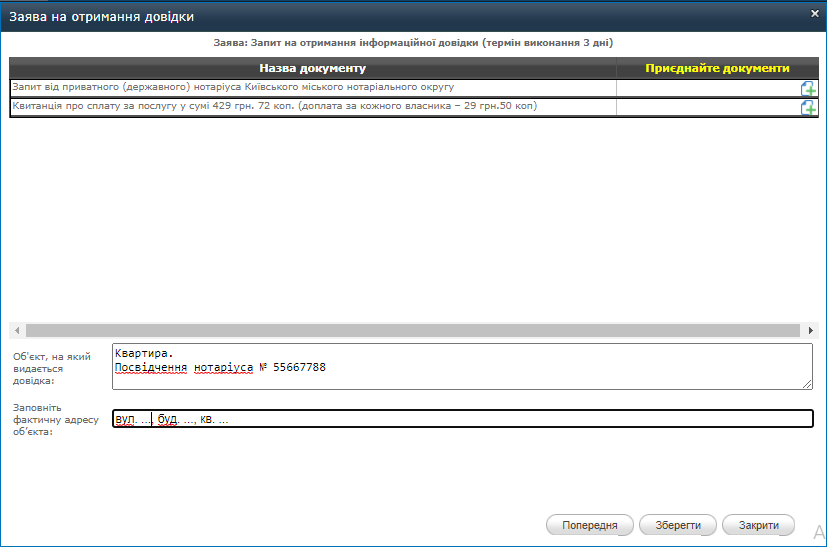 Заява на отримання довідки
Заява: Запит на отримання інформаційної довідки (термін виконання 3 дні)
Назва документу Приєднайте документи
Запит від приватного (державного) нотаріуса Київського міського нотаріального округу
Квитанція про сплату за послугу у сумі 429 грн. 72 коп. (доплата за кожного власника – 29 грн.50 коп)
Об'єкт, на який
видається
довідка:
Квартира.
Посвідчення нотаріуса № 55667788
Заповніть
фактичну адресу
об'єкта:
вул. ..., буд. ..., кв. ...
Попередня Зберегти Закрити
А